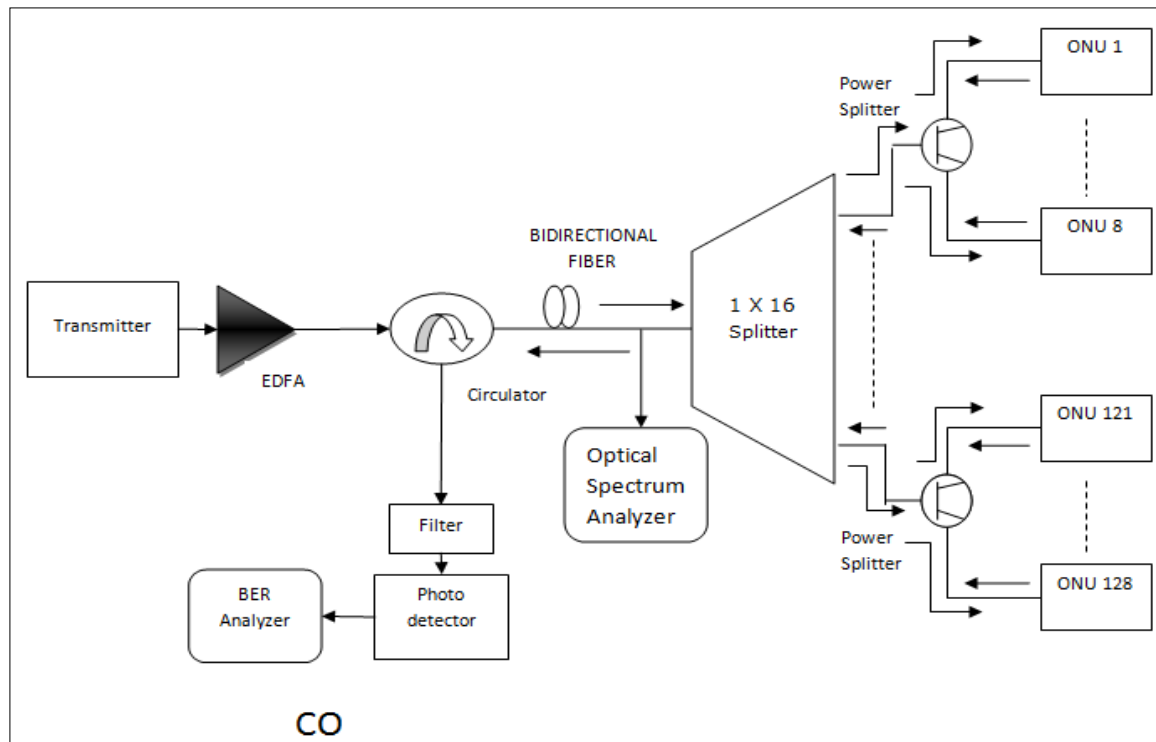 ONU 1
Power
Splitter
ONU 8
BIDIRECTIONAL
FIBER
Transmitter
EDFA
Circulator
1 X 16
Splitter
Optical
Spectrum
Analyzer
ONU 121
Filter
Power
Splitter
BER
Analyzer
Photo
detector
ONU 128
CO